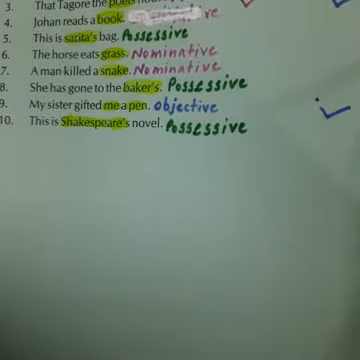 3. That Tagore the poets
4. Johan reads a book.
5. This is sarita's bag. Possessive
6. The horse eats grass. Nominative
7. A man killed a snake. Nominative
8. She has gone to the baker's. Possessive
9. My sister gifted me a pen. objective
10. This is Shakespeare's novel. Possessive